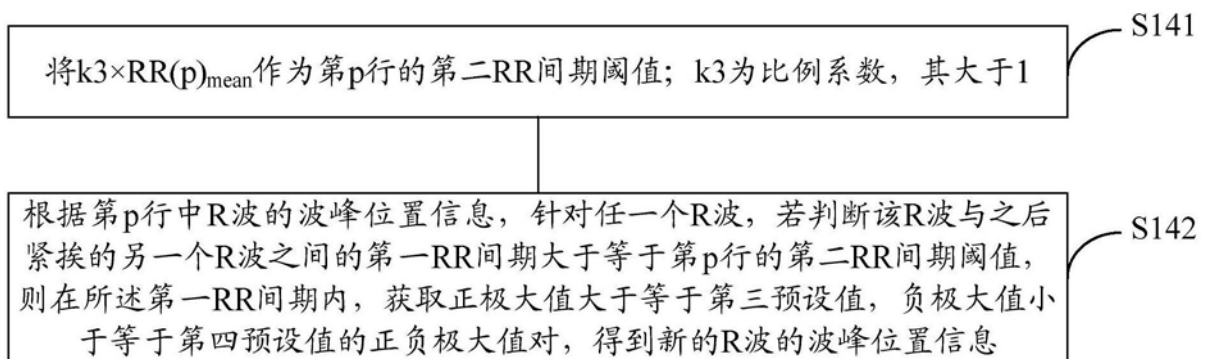 S141
将k3×RR(p)mean作为第p行的第二RR间期阈值；k3为比例系数，其大于1
S142
根据第p行中R波的波峰位置信息，针对任一个R波，若判断该R波与之后
紧挨的另一个R波之间的第一RR间期大于等于第p行的第二RR间期阈值，
则在所述第一RR间期内，获取正极大值大于等于第三预设值，负极大值小
于等于第四预设值的正负极大值对，得到新的R波的波峰位置信息